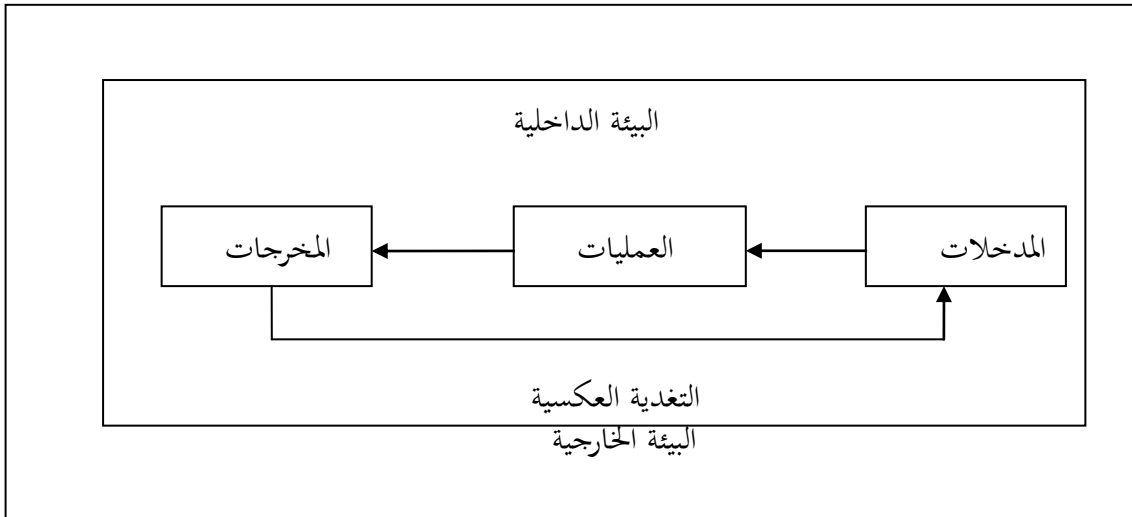 البيئة الداخلية
المدخلات
العمليات
المخرجات
التغدية العكسية
البيئة الخارجية